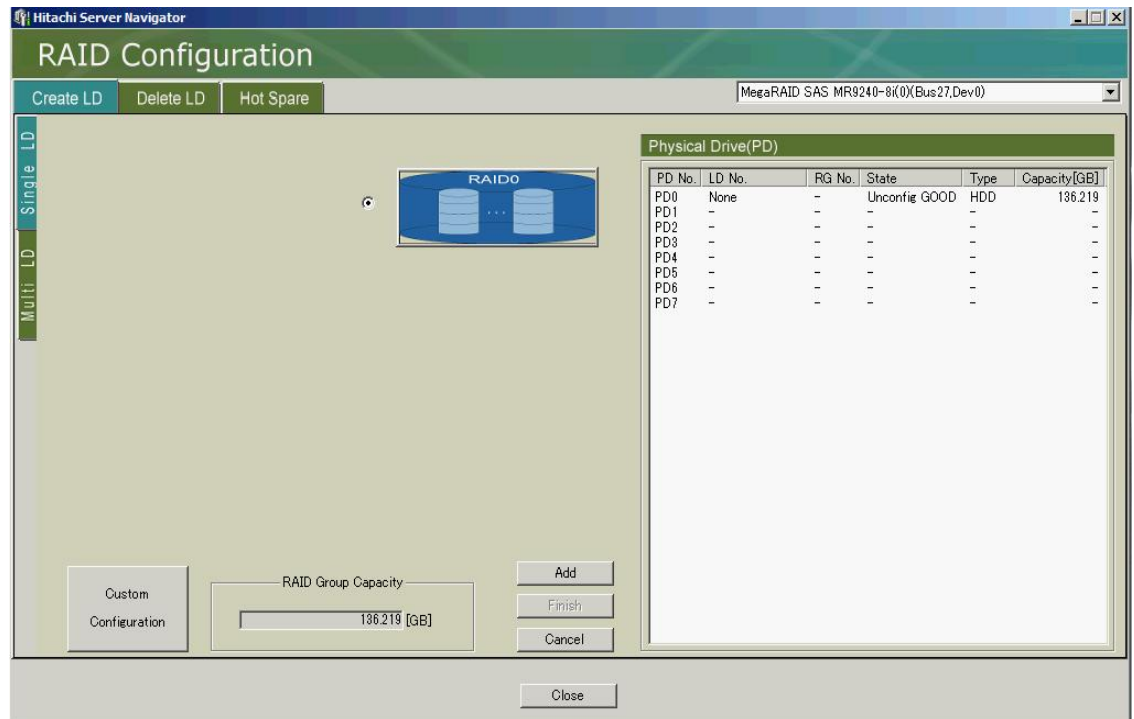 Hitachi Server Navigator
RAID Configuration
Create LD Delete LD Hot Spare MegaRAID SAS MR9240-8i(0)(Bus27,Dev0)
Single LD
Multi LD
RAID0
...
Physical Drive(PD)
PD No. LD No. RG No. State Type Capacity[GB]
PD0 None - Unconfig GOOD HDD 136.219
PD1 - - - - -
PD2 - - - - -
PD3 - - - - -
PD4 - - - - -
PD5 - - - - -
PD6 - - - - -
PD7 - - - - -
Custom
Configuration
RAID Group Capacity
136.219 [GB]
Add
Finish
Cancel
Close